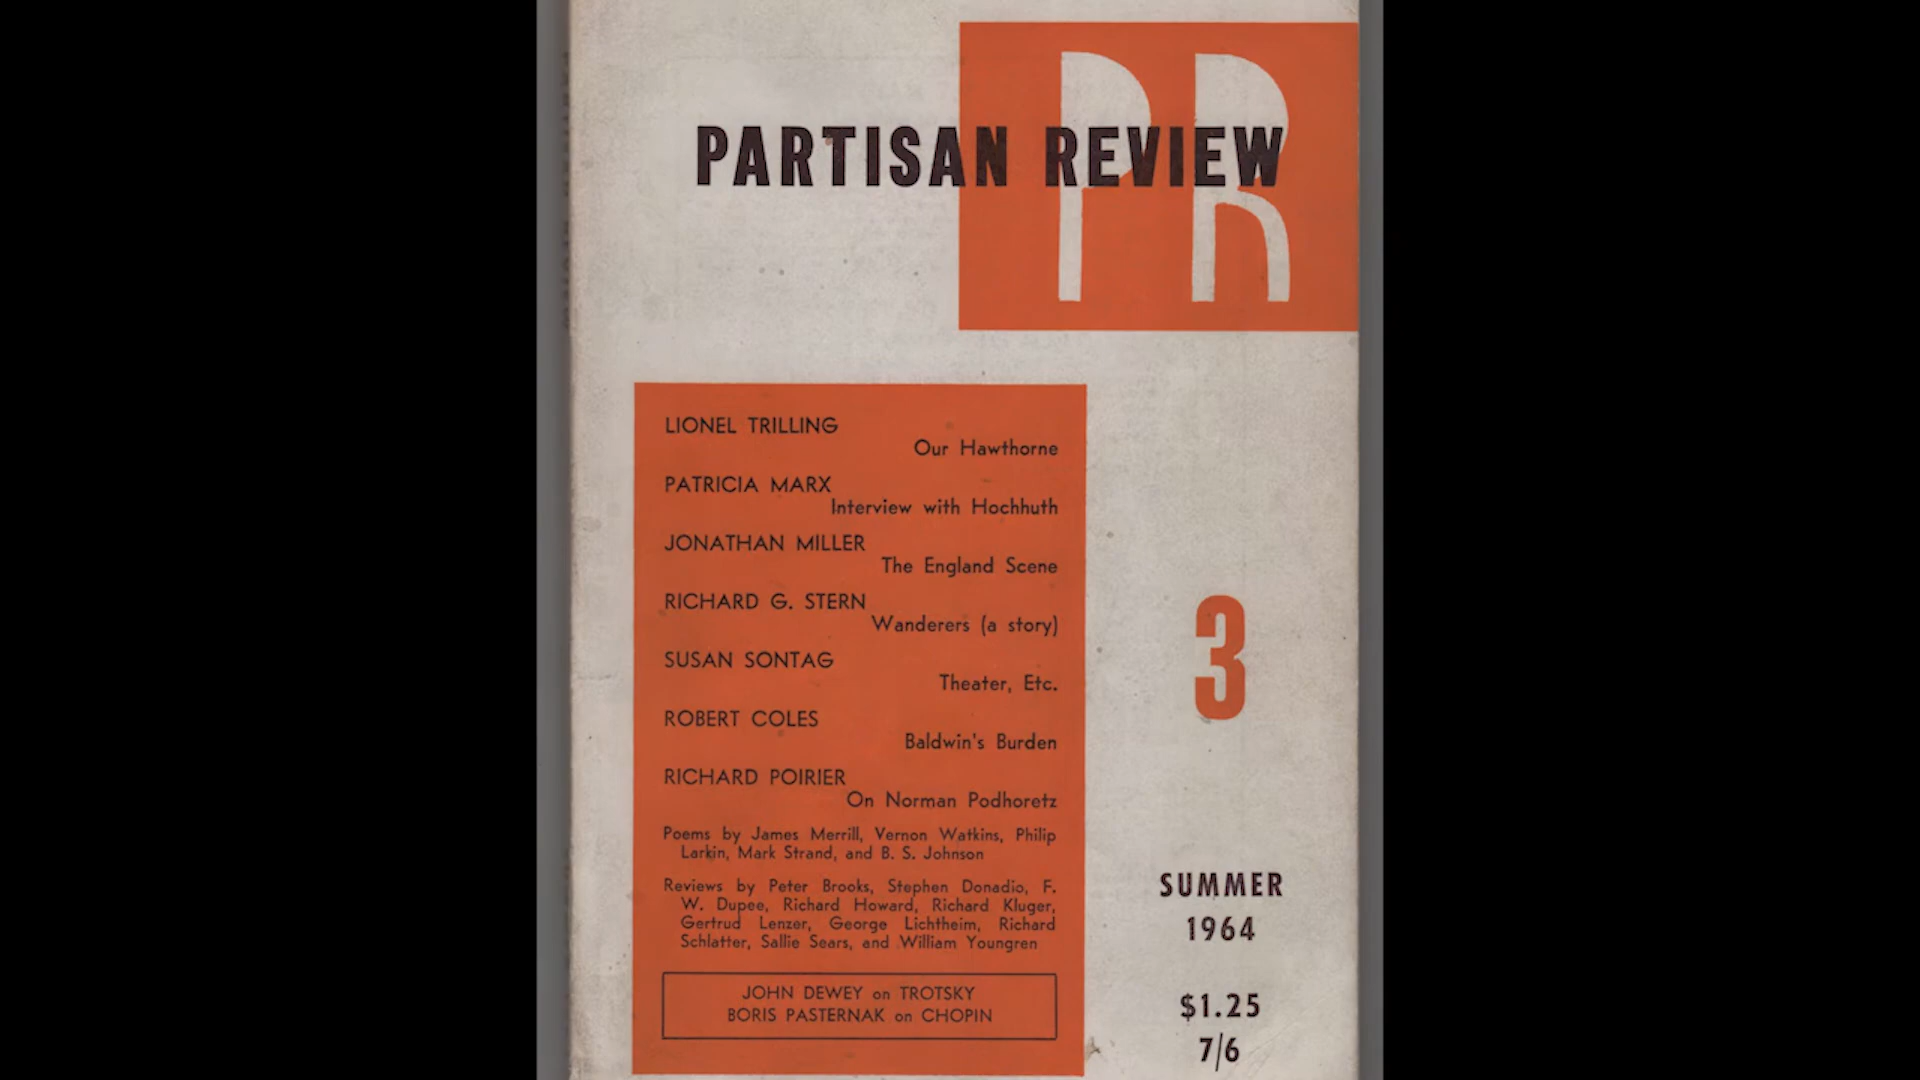 PR
PARTISAN REVIEW
LIONEL TRILLING
Our Hawthorne
PATRICIA MARX
Interview with Hochhuth
JONATHAN MILLER
The England Scene
RICHARD G. STERN
Wanderers (a story)
SUSAN SONTAG
Theater, Etc.
ROBERT COLES
Baldwin's Burden
RICHARD POIRIER
On Norman Podhoretz
Poems by James Merrill, Vernon Watkins, Philip
Larkin, Mark Strand, and B. S. Johnson
Reviews by Peter Brooks, Stephen Donadio, F.
W. Dupee, Richard Howard, Richard Kluger,
Gertrud Lenzer, George Lichtheim, Richard
Schlatter, Sallie Sears, and William Youngren
JOHN DEWEY on TROTSKY
BORIS PASTERNAK on CHOPIN
3
SUMMER
1964
$1.25
7/6